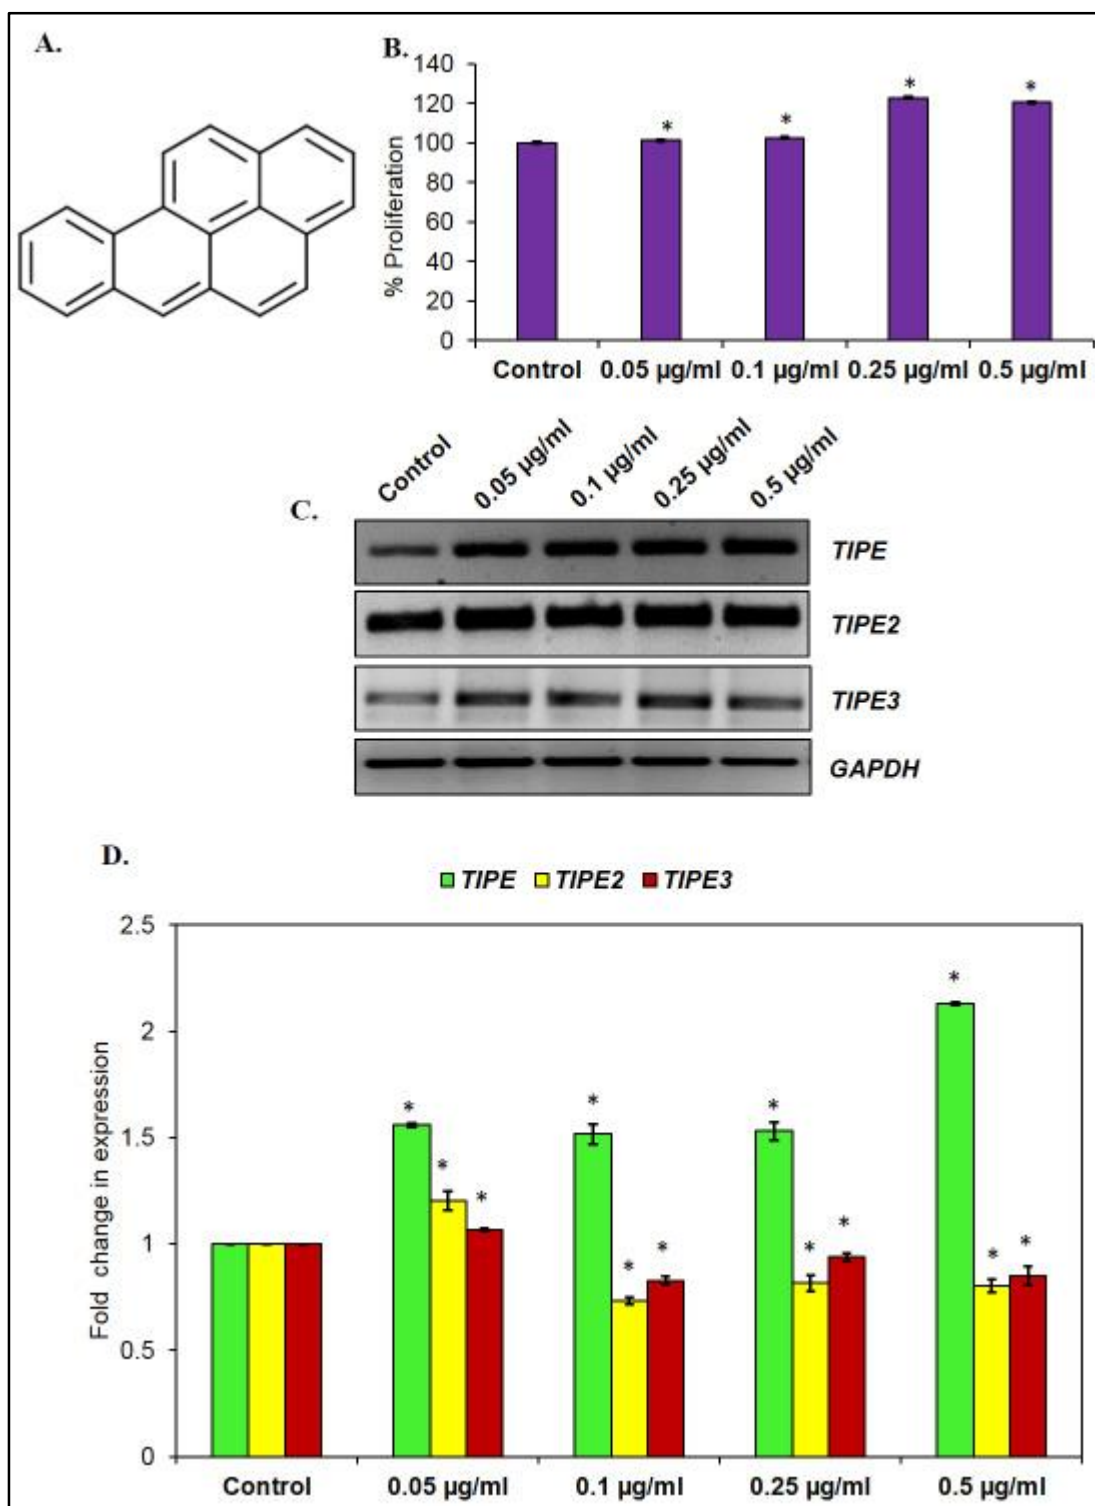 A.
B.
% Proliferation
140
120
100
80
60
40
20
0
* * * *
Control 0.05 µg/ml 0.1 µg/ml 0.25 µg/ml 0.5 µg/ml
C.
Control 0.05 µg/ml 0.1 µg/ml 0.25 µg/ml 0.5 µg/ml
TIPE
TIPE2
TIPE3
GAPDH
D.
TIPE TIPE2 TIPE3
Fold change in expression
2.5
2
1.5
1
0.5
0
* * * * * * * * * * * *
Control 0.05 µg/ml 0.1 µg/ml 0.25 µg/ml 0.5 µg/ml